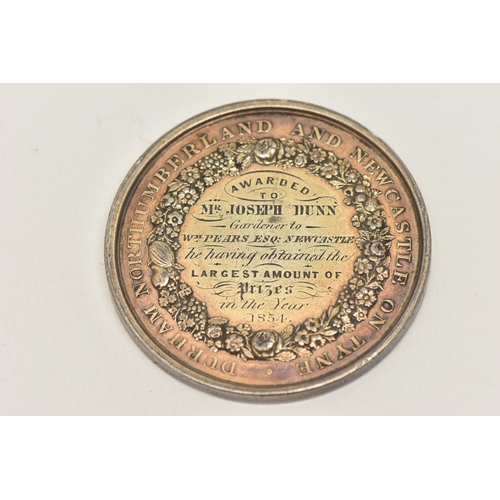 DURHAM NORTHUMBERLAND AND NEWCASTLE ON TYNE
AWARDED
TO
Mr. JOSEPH DUNN
Gardener to
Wm. PEARS ESQ: NEWCASTLE
he having obtained the
LARGEST AMOUNT OF
Prizes
in the Year
1854